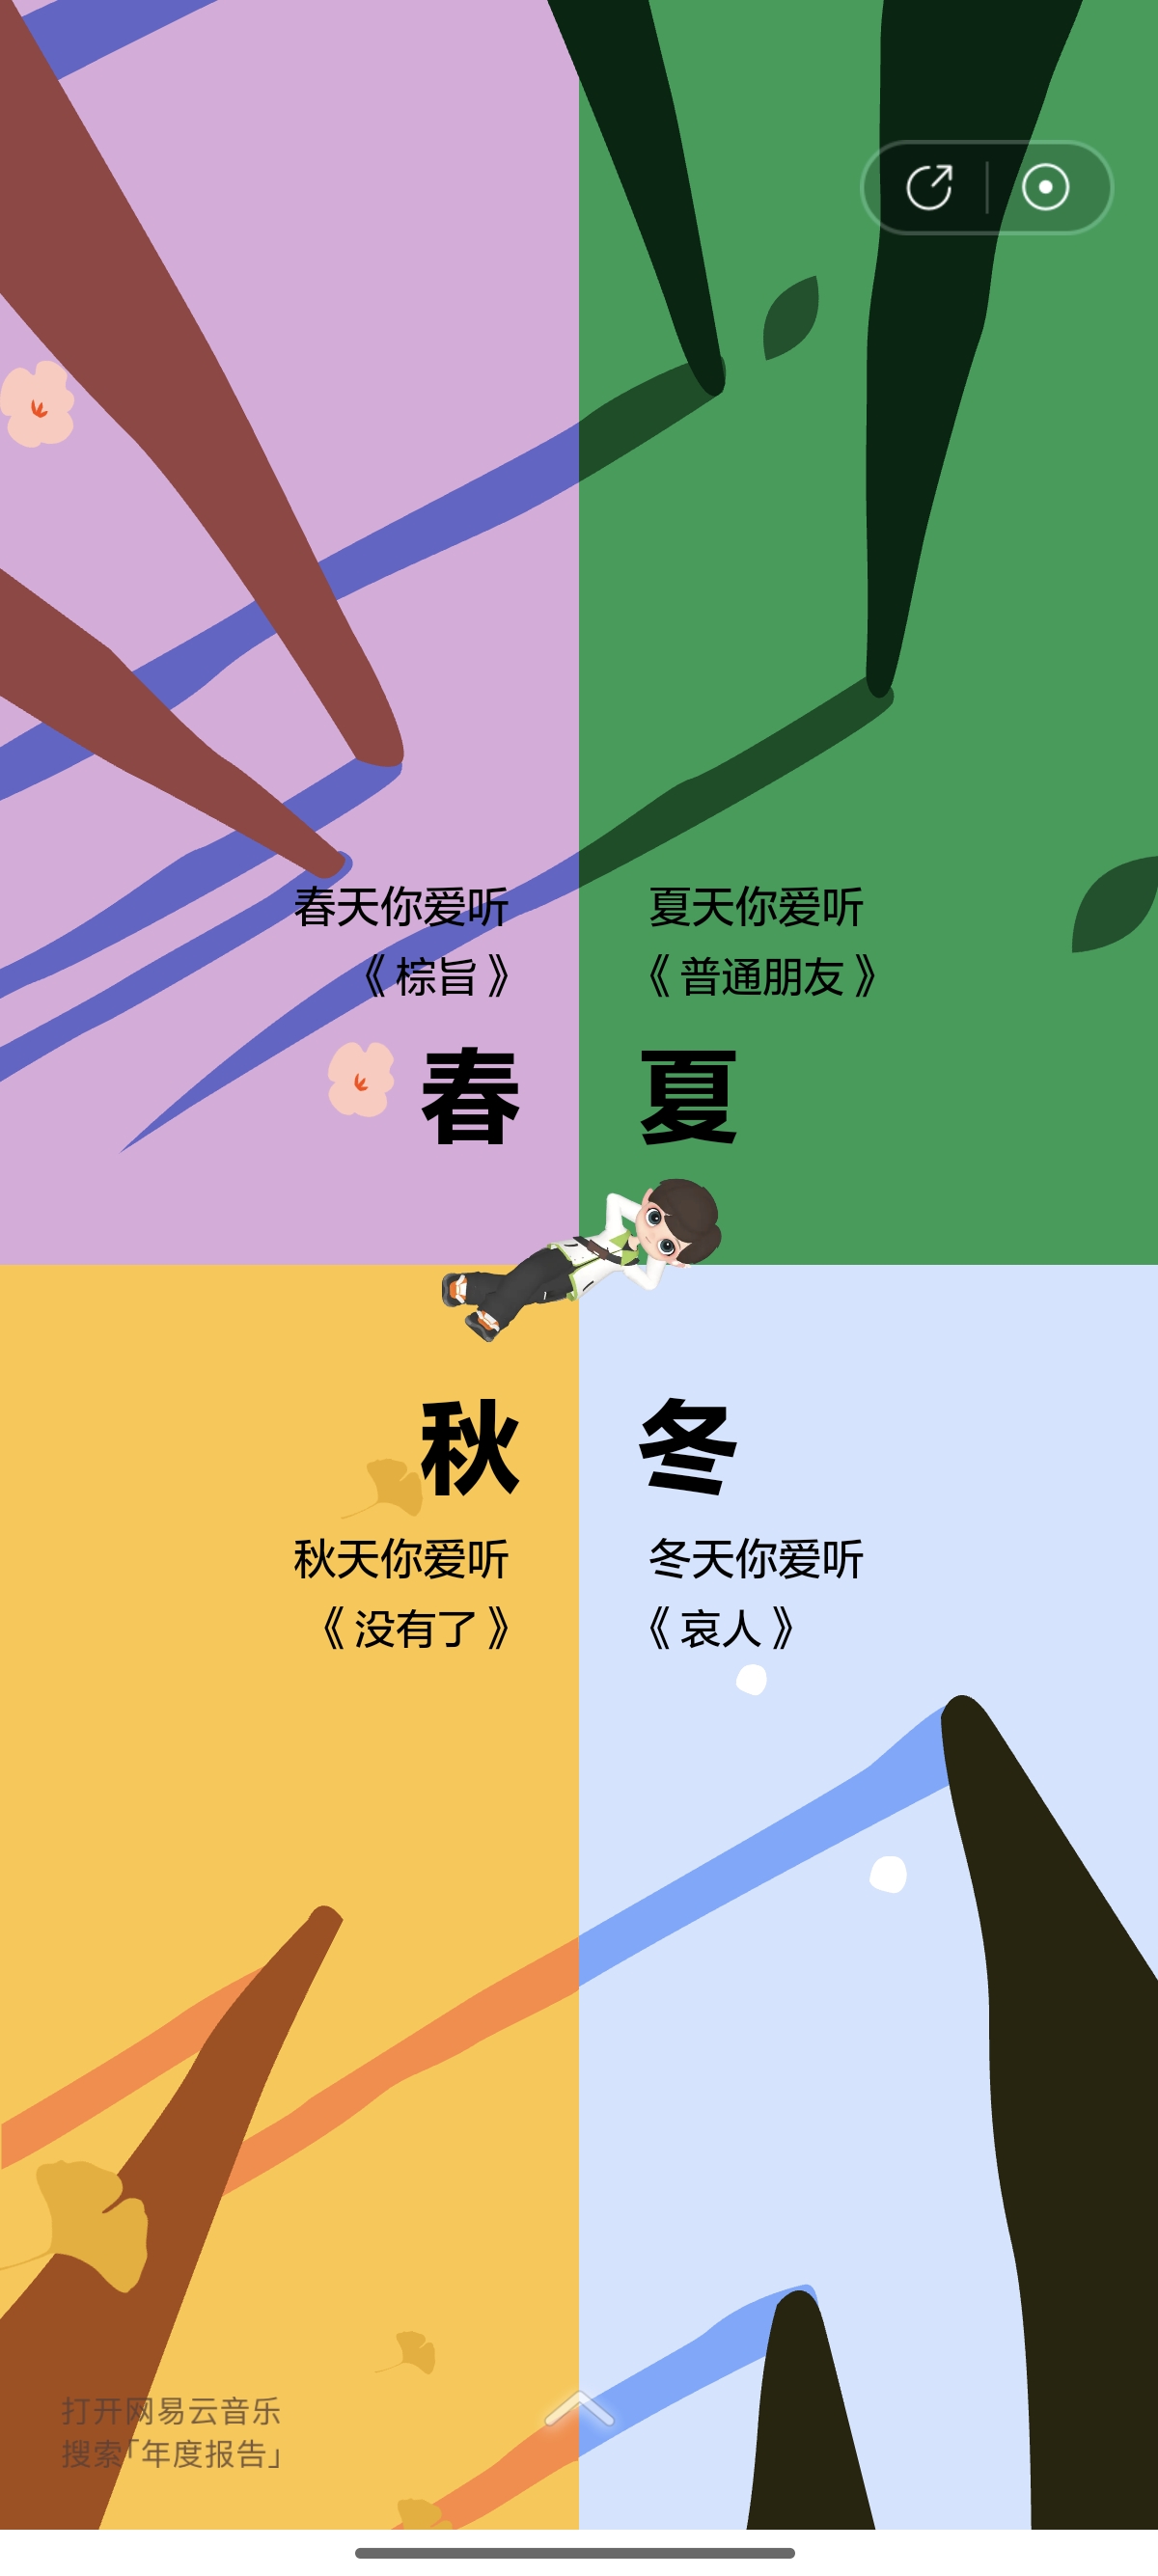 春天你爱听
《 棕旨 》
春
夏天你爱听
《 普通朋友 》
夏
秋
秋天你爱听
《 没有了 》
冬
冬天你爱听
《 哀人 》
打开网易云音乐
搜索「年度报告」